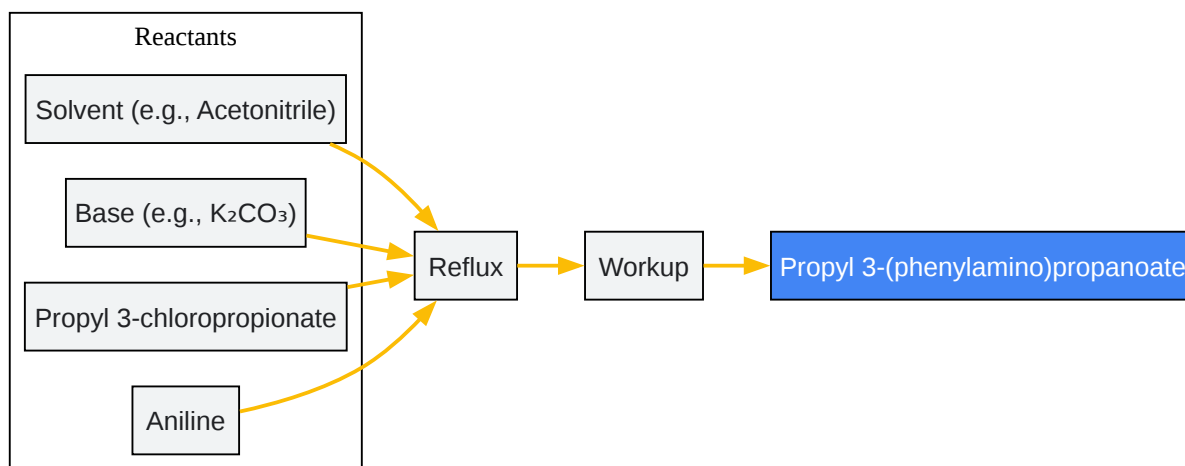 Reactants
Solvent (e.g., Acetonitrile)
Base (e.g., K₂CO₃)
Propyl 3-chloropropionate
Aniline
Reflux
Workup
Propyl 3-(phenylamino)propanoate